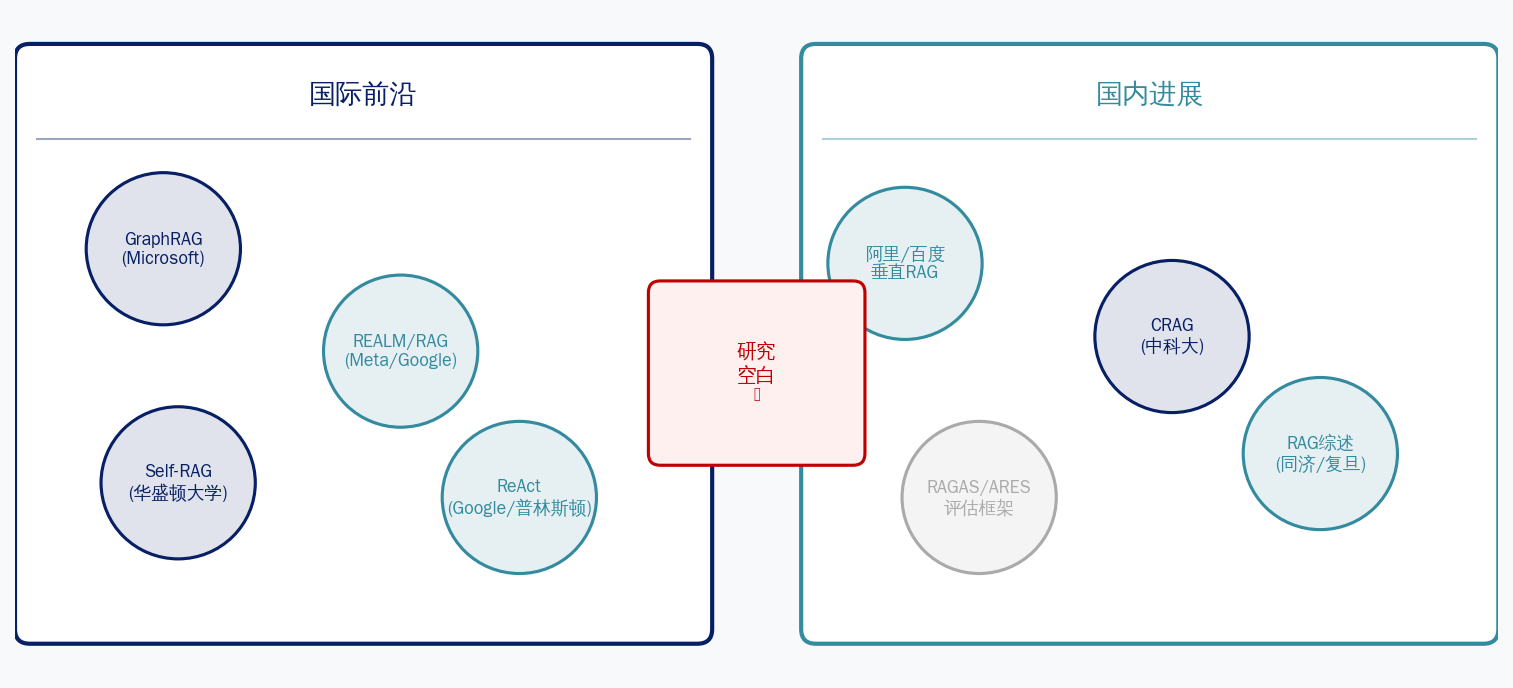 国际前沿
GraphRAG
(Microsoft)
REALM/RAG
(Meta/Google)
Self-RAG
(华盛顿大学)
ReAct
(Google/普林斯顿)
研究
空白
国内进展
阿里/百度
垂直RAG
CRAG
(中科大)
RAG综述
(同济/复旦)
RAGAS/ARES
评估框架